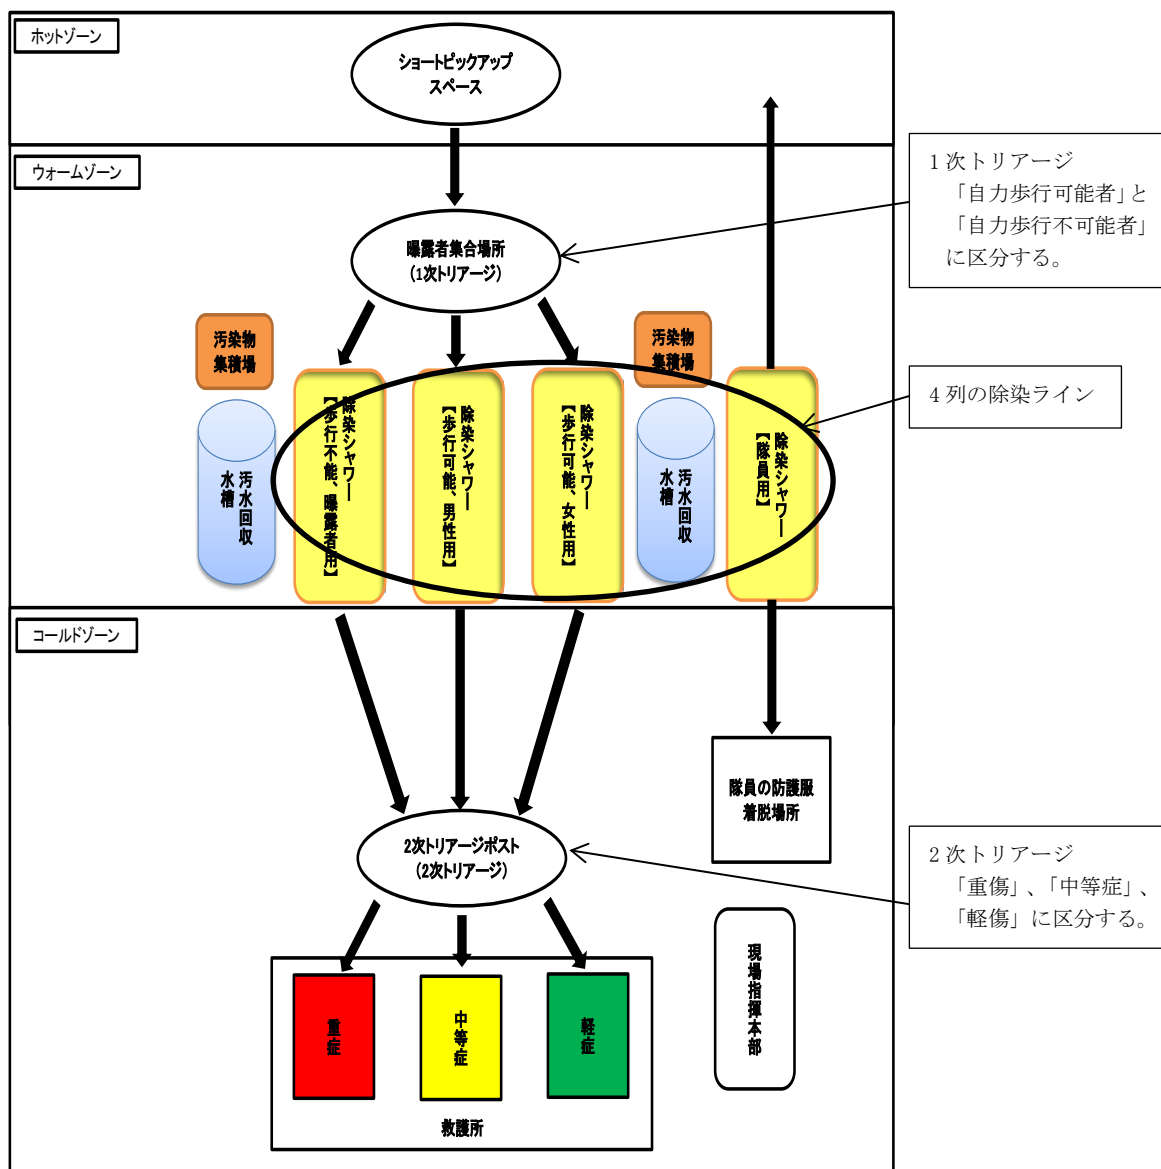 ホットゾーン
ショートピックアップ
スペース
ウォームゾーン
1次トリアージ
「自力歩行可能者」と
「自力歩行不可能者」
に区分する。
曝露者集合場所
(1次トリアージ)
汚染物
集積場
汚染物
集積場
4列の除染ライン
汚水回収
水槽
除染シャワー
【歩行不能、曝露者用】
除染シャワー
【歩行可能、男性用】
除染シャワー
【歩行可能、女性用】
汚水回収
水槽
除染シャワー
【隊員用】
コールドゾーン
隊員の防護服
着脱場所
2次トリアージポスト
(2次トリアージ)
2次トリアージ
「重傷」、「中等症」、
「軽傷」に区分する。
現場指揮本部
重症
中等症
軽症
救護所